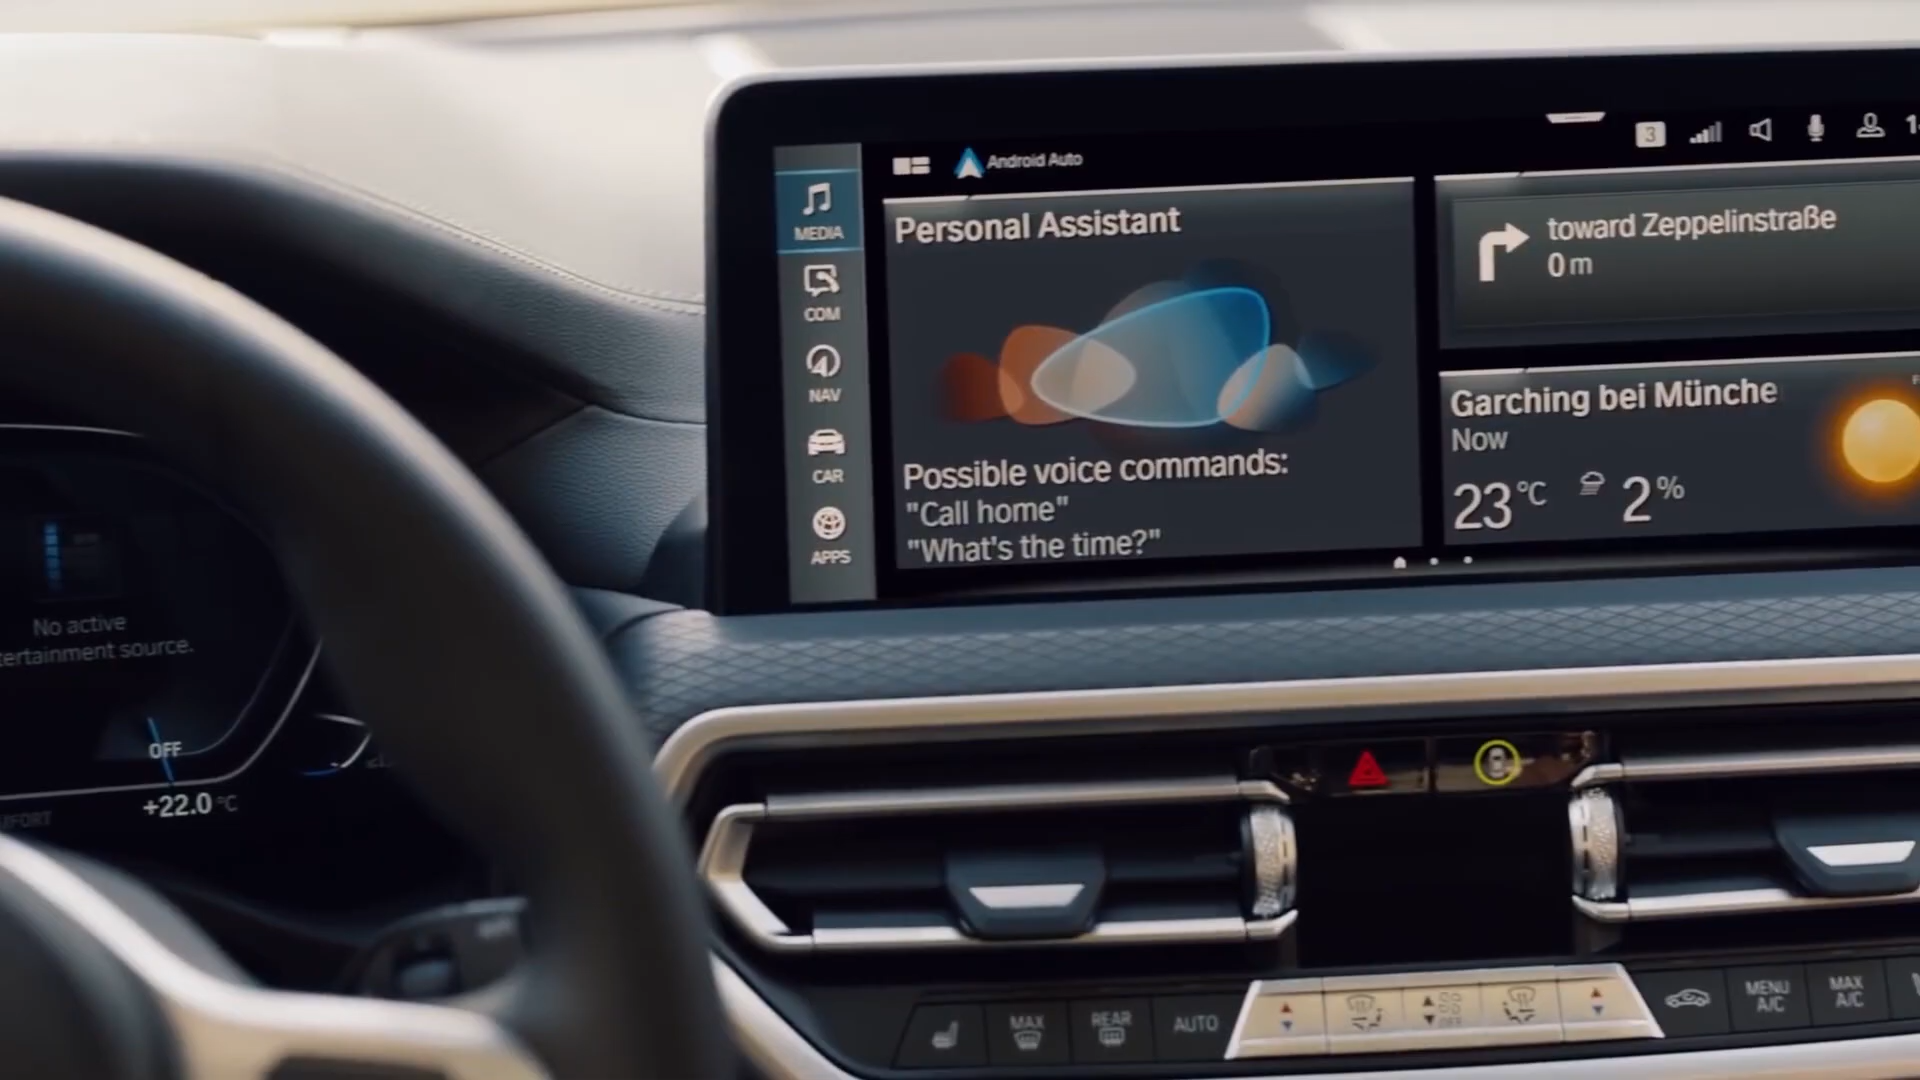 Android Auto
3
MEDIA
COM
NAV
CAR
APPS
Personal Assistant
Possible voice commands:
"Call home"
"What's the time?"
toward Zeppelinstraße
0 m
Garching bei Münche
Now
23 °C 2 %
No active
tertainment source.
OFF
+22.0 °C
MAX
REAR
AUTO
MENU
A/C
MAX
A/C